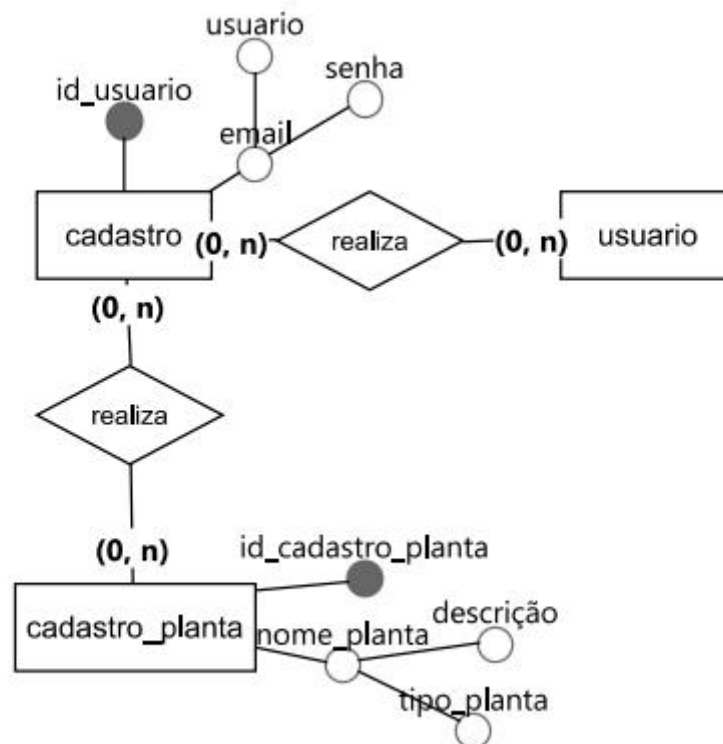 usuario
senha
id_usuario
email
cadastro
(0, n)
realiza
(0, n)
usuario
(0, n)
realiza
(0, n)
id_cadastro_planta
cadastro_planta
nome_planta
descrição
tipo_planta